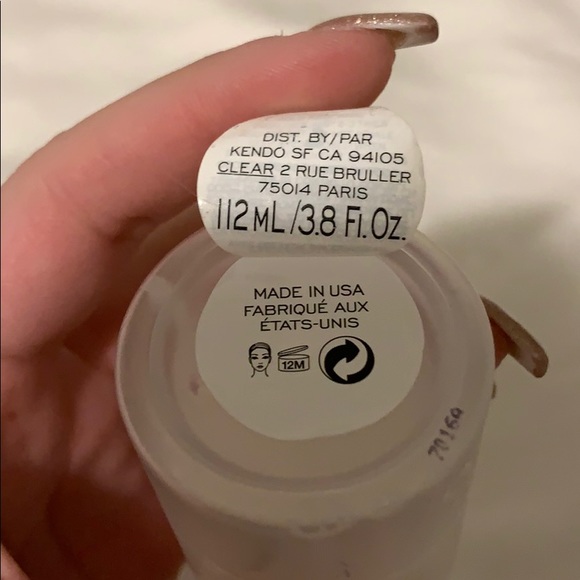 DIST. BY/PAR
KENDO SF CA 94105
CLEAR 2 RUE BRULLER
75014 PARIS
112 ML /3.8 Fl. Oz.
MADE IN USA
FABRIQUÉ AUX
ÉTATS-UNIS
12M
7016A